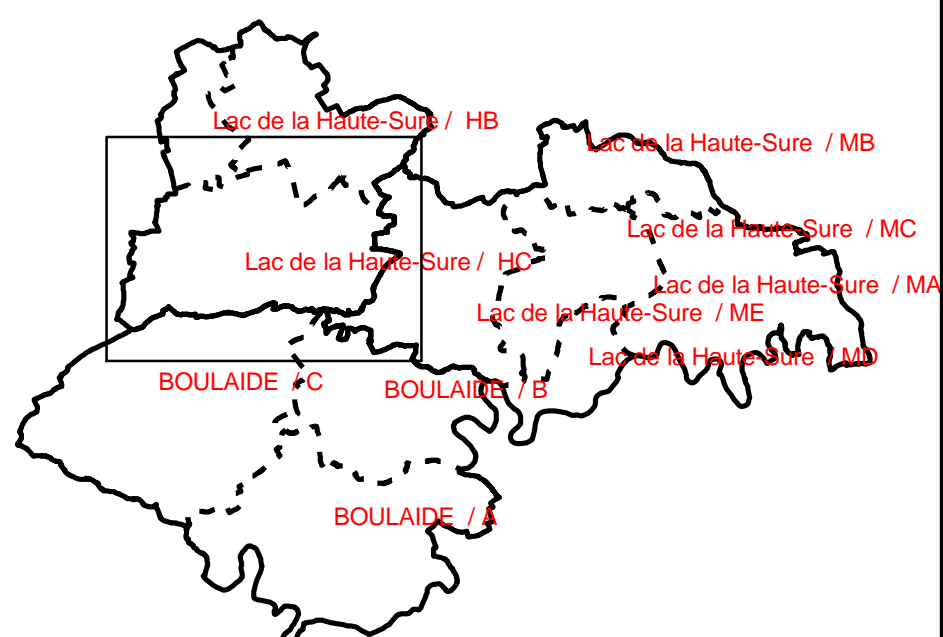 Lac de la Haute-Sure / HB
Lac de la Haute-Sure / MB
Lac de la Haute-Sure / MC
Lac de la Haute-Sure / HC
Lac de la Haute-Sure / MA
Lac de la Haute-Sure / ME
Lac de la Haute-Sure / MD
BOULAIDE / C
BOULAIDE / B
BOULAIDE / A